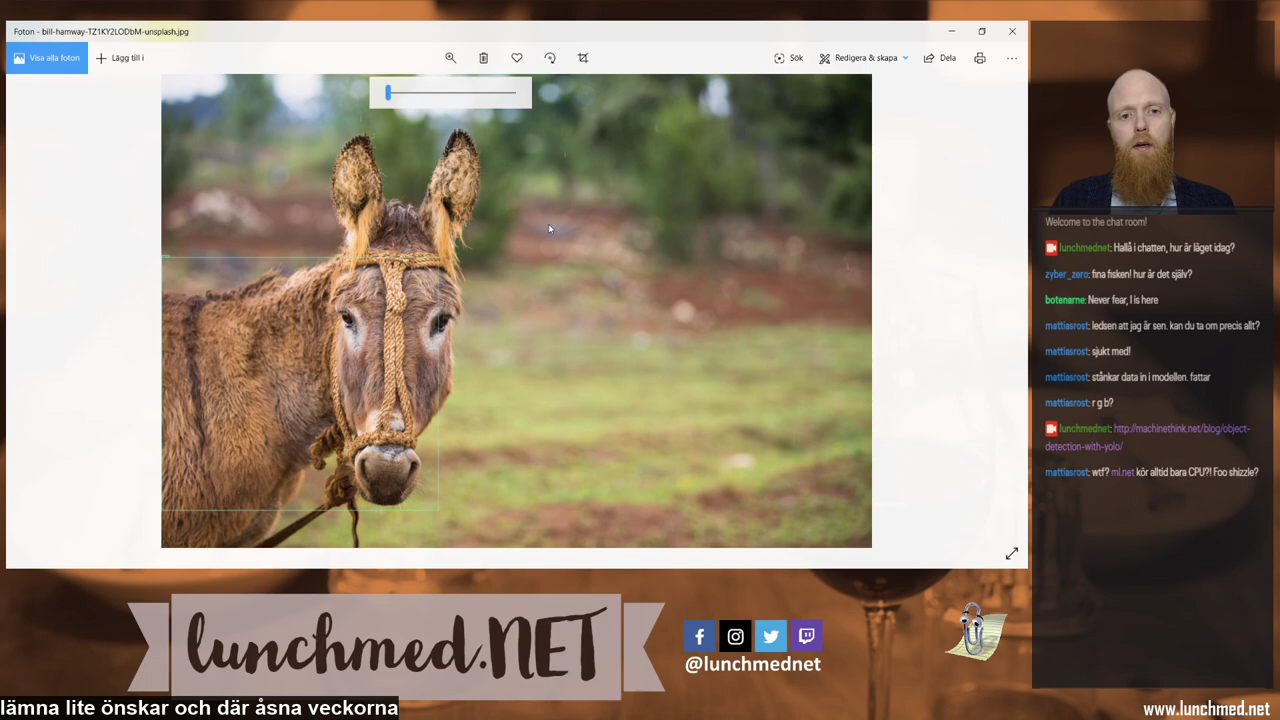 Foton - bill-hamway-TZ1KY2LODbM-unsplash.jpg
Visa alla foton
Lägg till i
Sök
Redigera & skapa
Dela
Welcome to the chat room!
lunchmednet: Hallå i chatten, hur är läget idag?
zyber_zero: fina fisken! hur är det själv?
botenarne: Never fear, I is here
mattiasrost: ledsen att jag är sen. kan du ta om precis allt?
mattiasrost: sjukt med!
mattiasrost: stånkar data in i modellen. fattar
mattiasrost: r g b?
lunchmednet: http://machinethink.net/blog/object-
detection-with-yolo/
mattiasrost: wtf? ml.net kör alltid bara CPU?! Foo shizzle?
lunchmed.NET
@lunchmednet
lämna lite önskar och där åsna veckorna
www.lunchmed.net